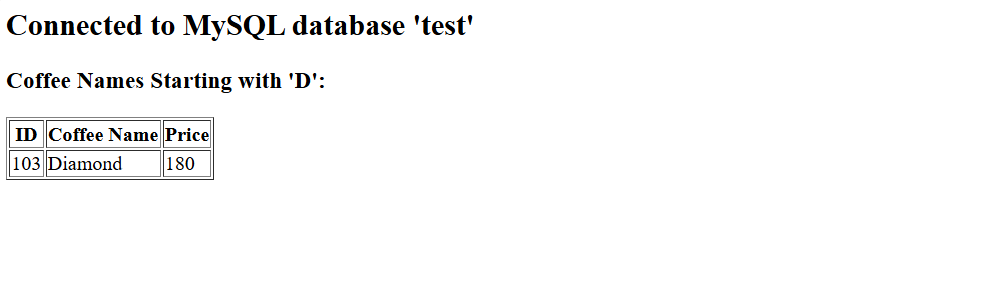 Connected to MySQL database 'test'
Coffee Names Starting with 'D':
ID Coffee Name Price
103 Diamond 180